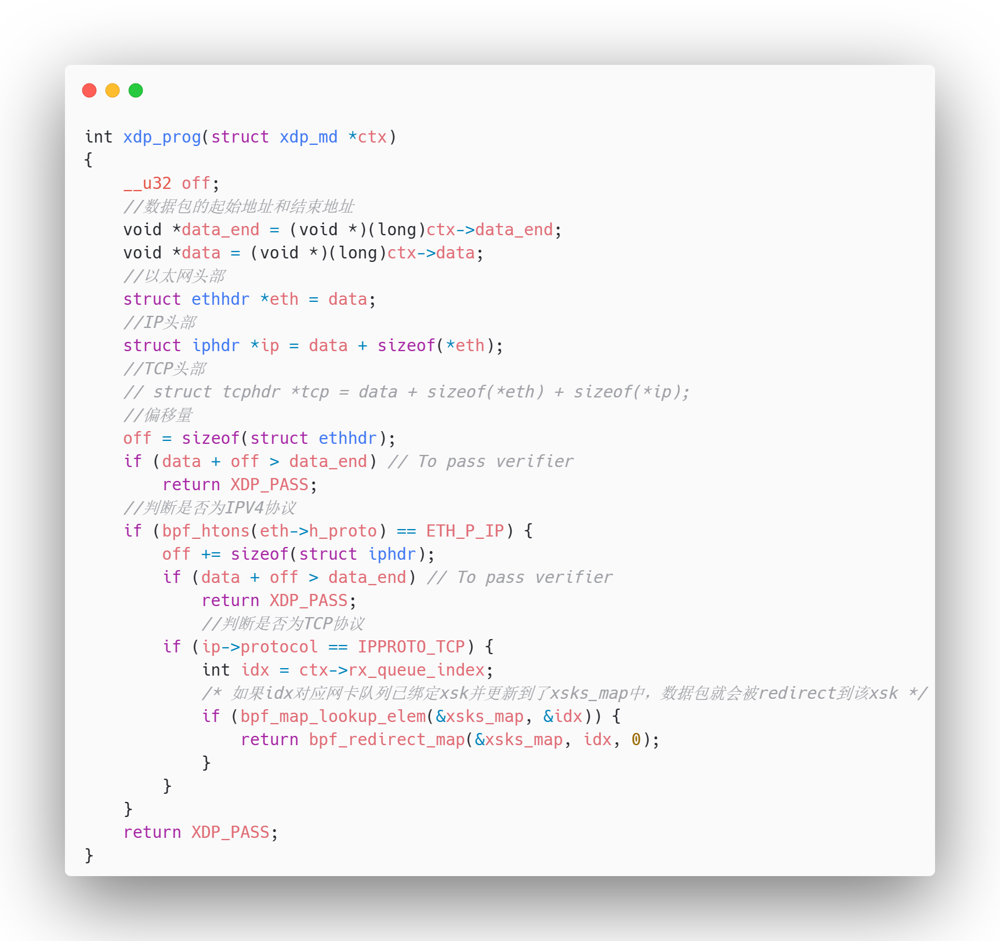 int xdp_prog(struct xdp_md *ctx)
{
    __u32 off;
    //数据包的起始地址和结束地址
    void *data_end = (void *)(long)ctx->data_end;
    void *data = (void *)(long)ctx->data;
    //以太网头部
    struct ethhdr *eth = data;
    //IP头部
    struct iphdr *ip = data + sizeof(*eth);
    //TCP头部
    // struct tcphdr *tcp = data + sizeof(*eth) + sizeof(*ip);
    //偏移量
    off = sizeof(struct ethhdr);
    if (data + off > data_end) // To pass verifier
        return XDP_PASS;
    //判断是否为IPV4协议
    if (bpf_htons(eth->h_proto) == ETH_P_IP) {
        off += sizeof(struct iphdr);
        if (data + off > data_end) // To pass verifier
            return XDP_PASS;
            //判断是否为TCP协议
        if (ip->protocol == IPPROTO_TCP) {
            int idx = ctx->rx_queue_index;
            /* 如果idx对应网卡队列已绑定xsk并更新到了xsks_map中，数据包就会被redirect到该xsk */
            if (bpf_map_lookup_elem(&xsks_map, &idx)) {
                return bpf_redirect_map(&xsks_map, idx, 0);
            }
        }
    }
    return XDP_PASS;
}